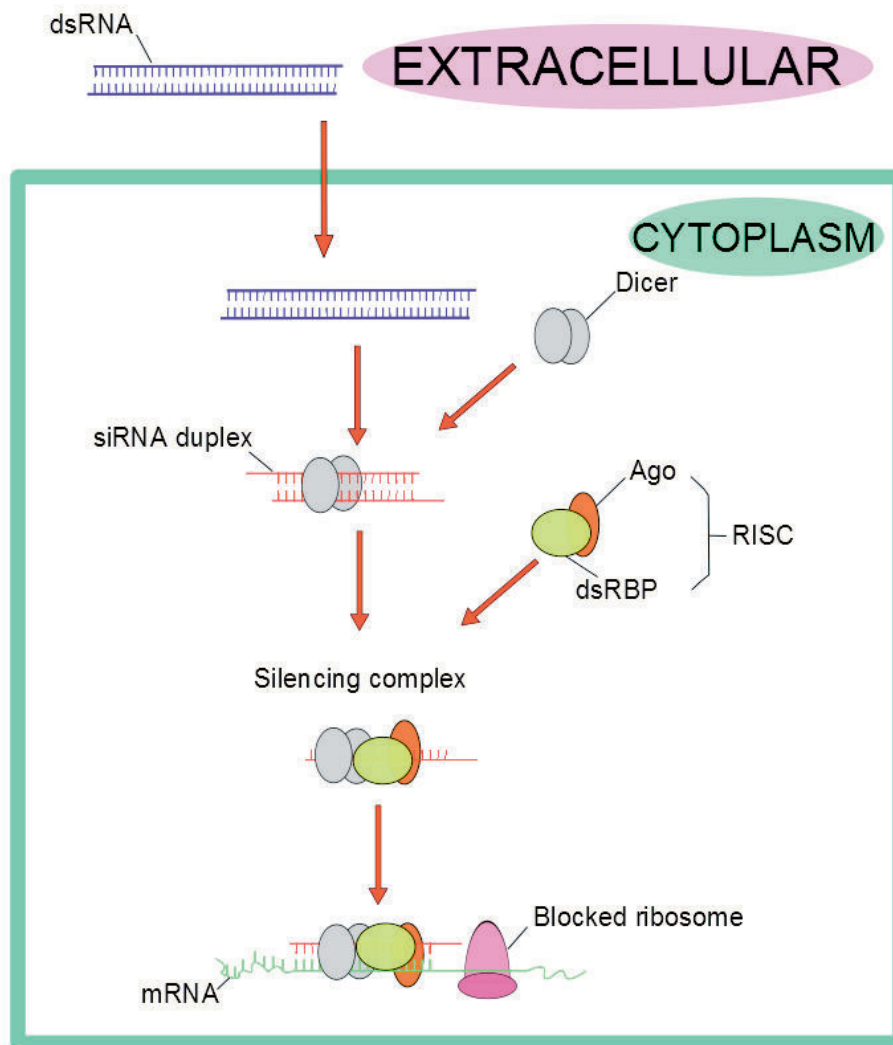 dsRNA
EXTRACELLULAR
CYTOPLASM
Dicer
siRNA duplex
Ago
RISC
dsRBP
Silencing complex
Blocked ribosome
mRNA